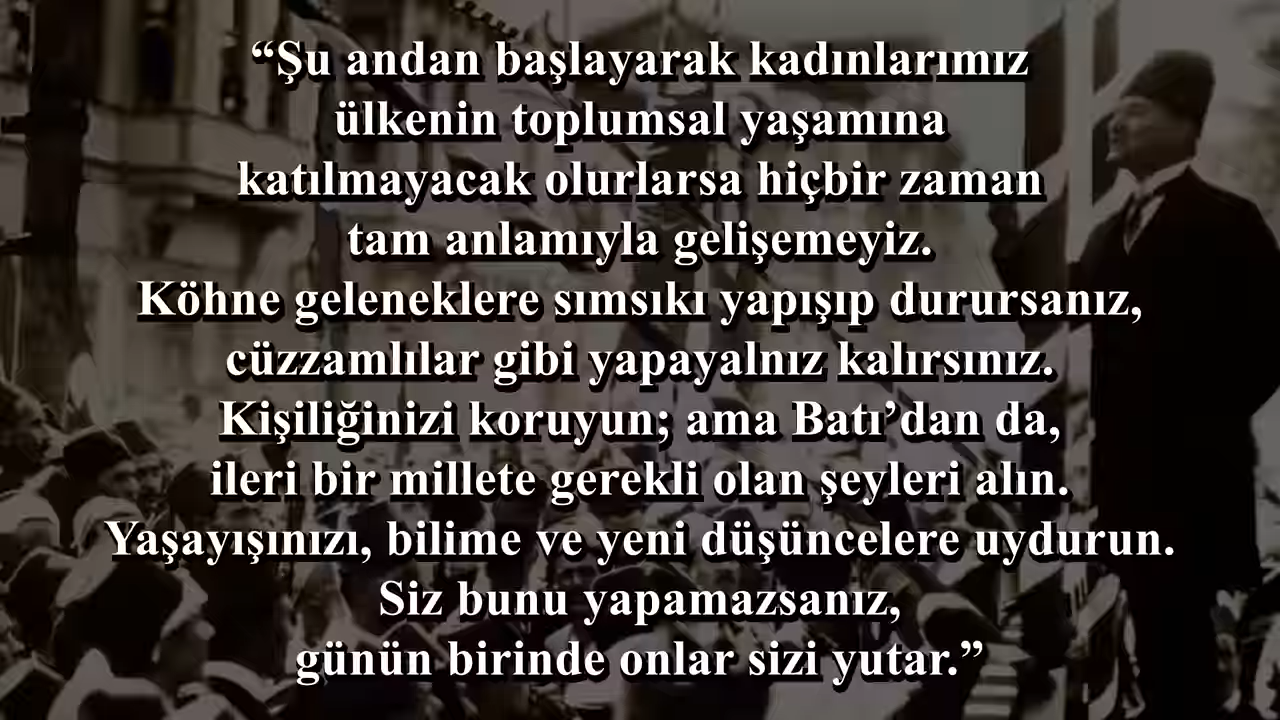 “Şu andan başlayarak kadınlarımız
ülkenin toplumsal yaşamına
katılmayacak olurlarsa hiçbir zaman
tam anlamıyla gelişemeyiz.
Köhne geleneklere sımsıkı yapışıp durursanız,
cüzzamlılar gibi yapayalnız kalırsınız.
Kişiliğinizi koruyun; ama Batı’dan da,
ileri bir millete gerekli olan şeyleri alın.
Yaşayışınızı, bilime ve yeni düşüncelere uydurun.
Siz bunu yapamazsanız,
günün birinde onlar sizi yutar.”